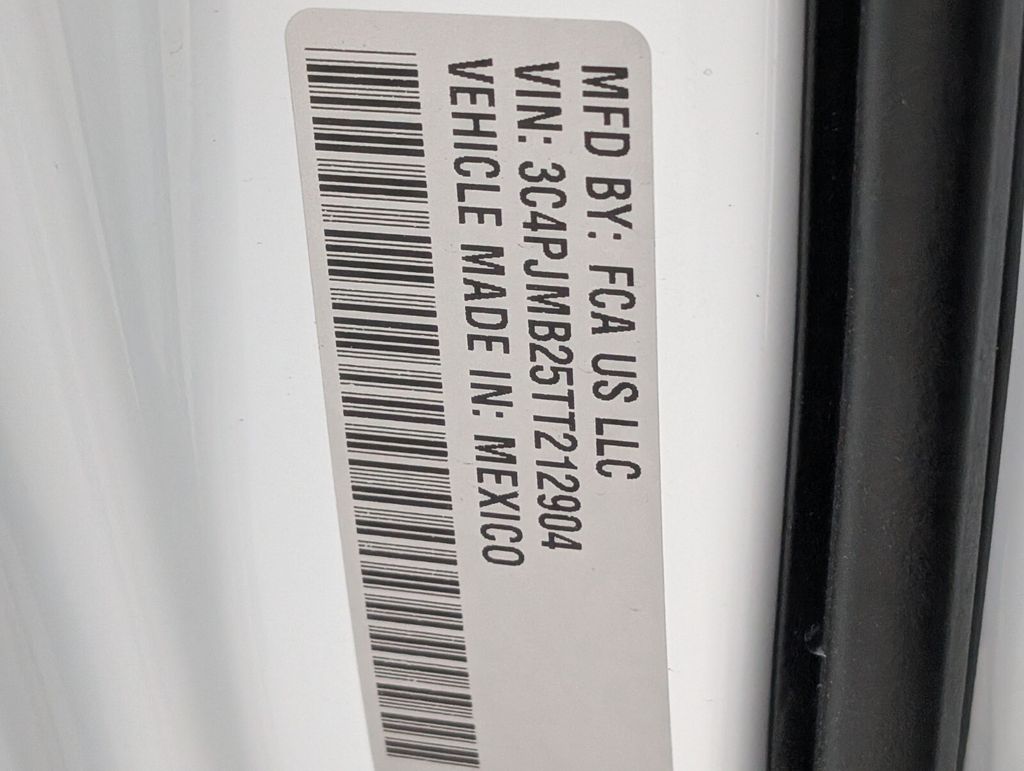 MFD BY: FCA US LLC
VIN: 3C4PJMB25TT212904
VEHICLE MADE IN: MEXICO